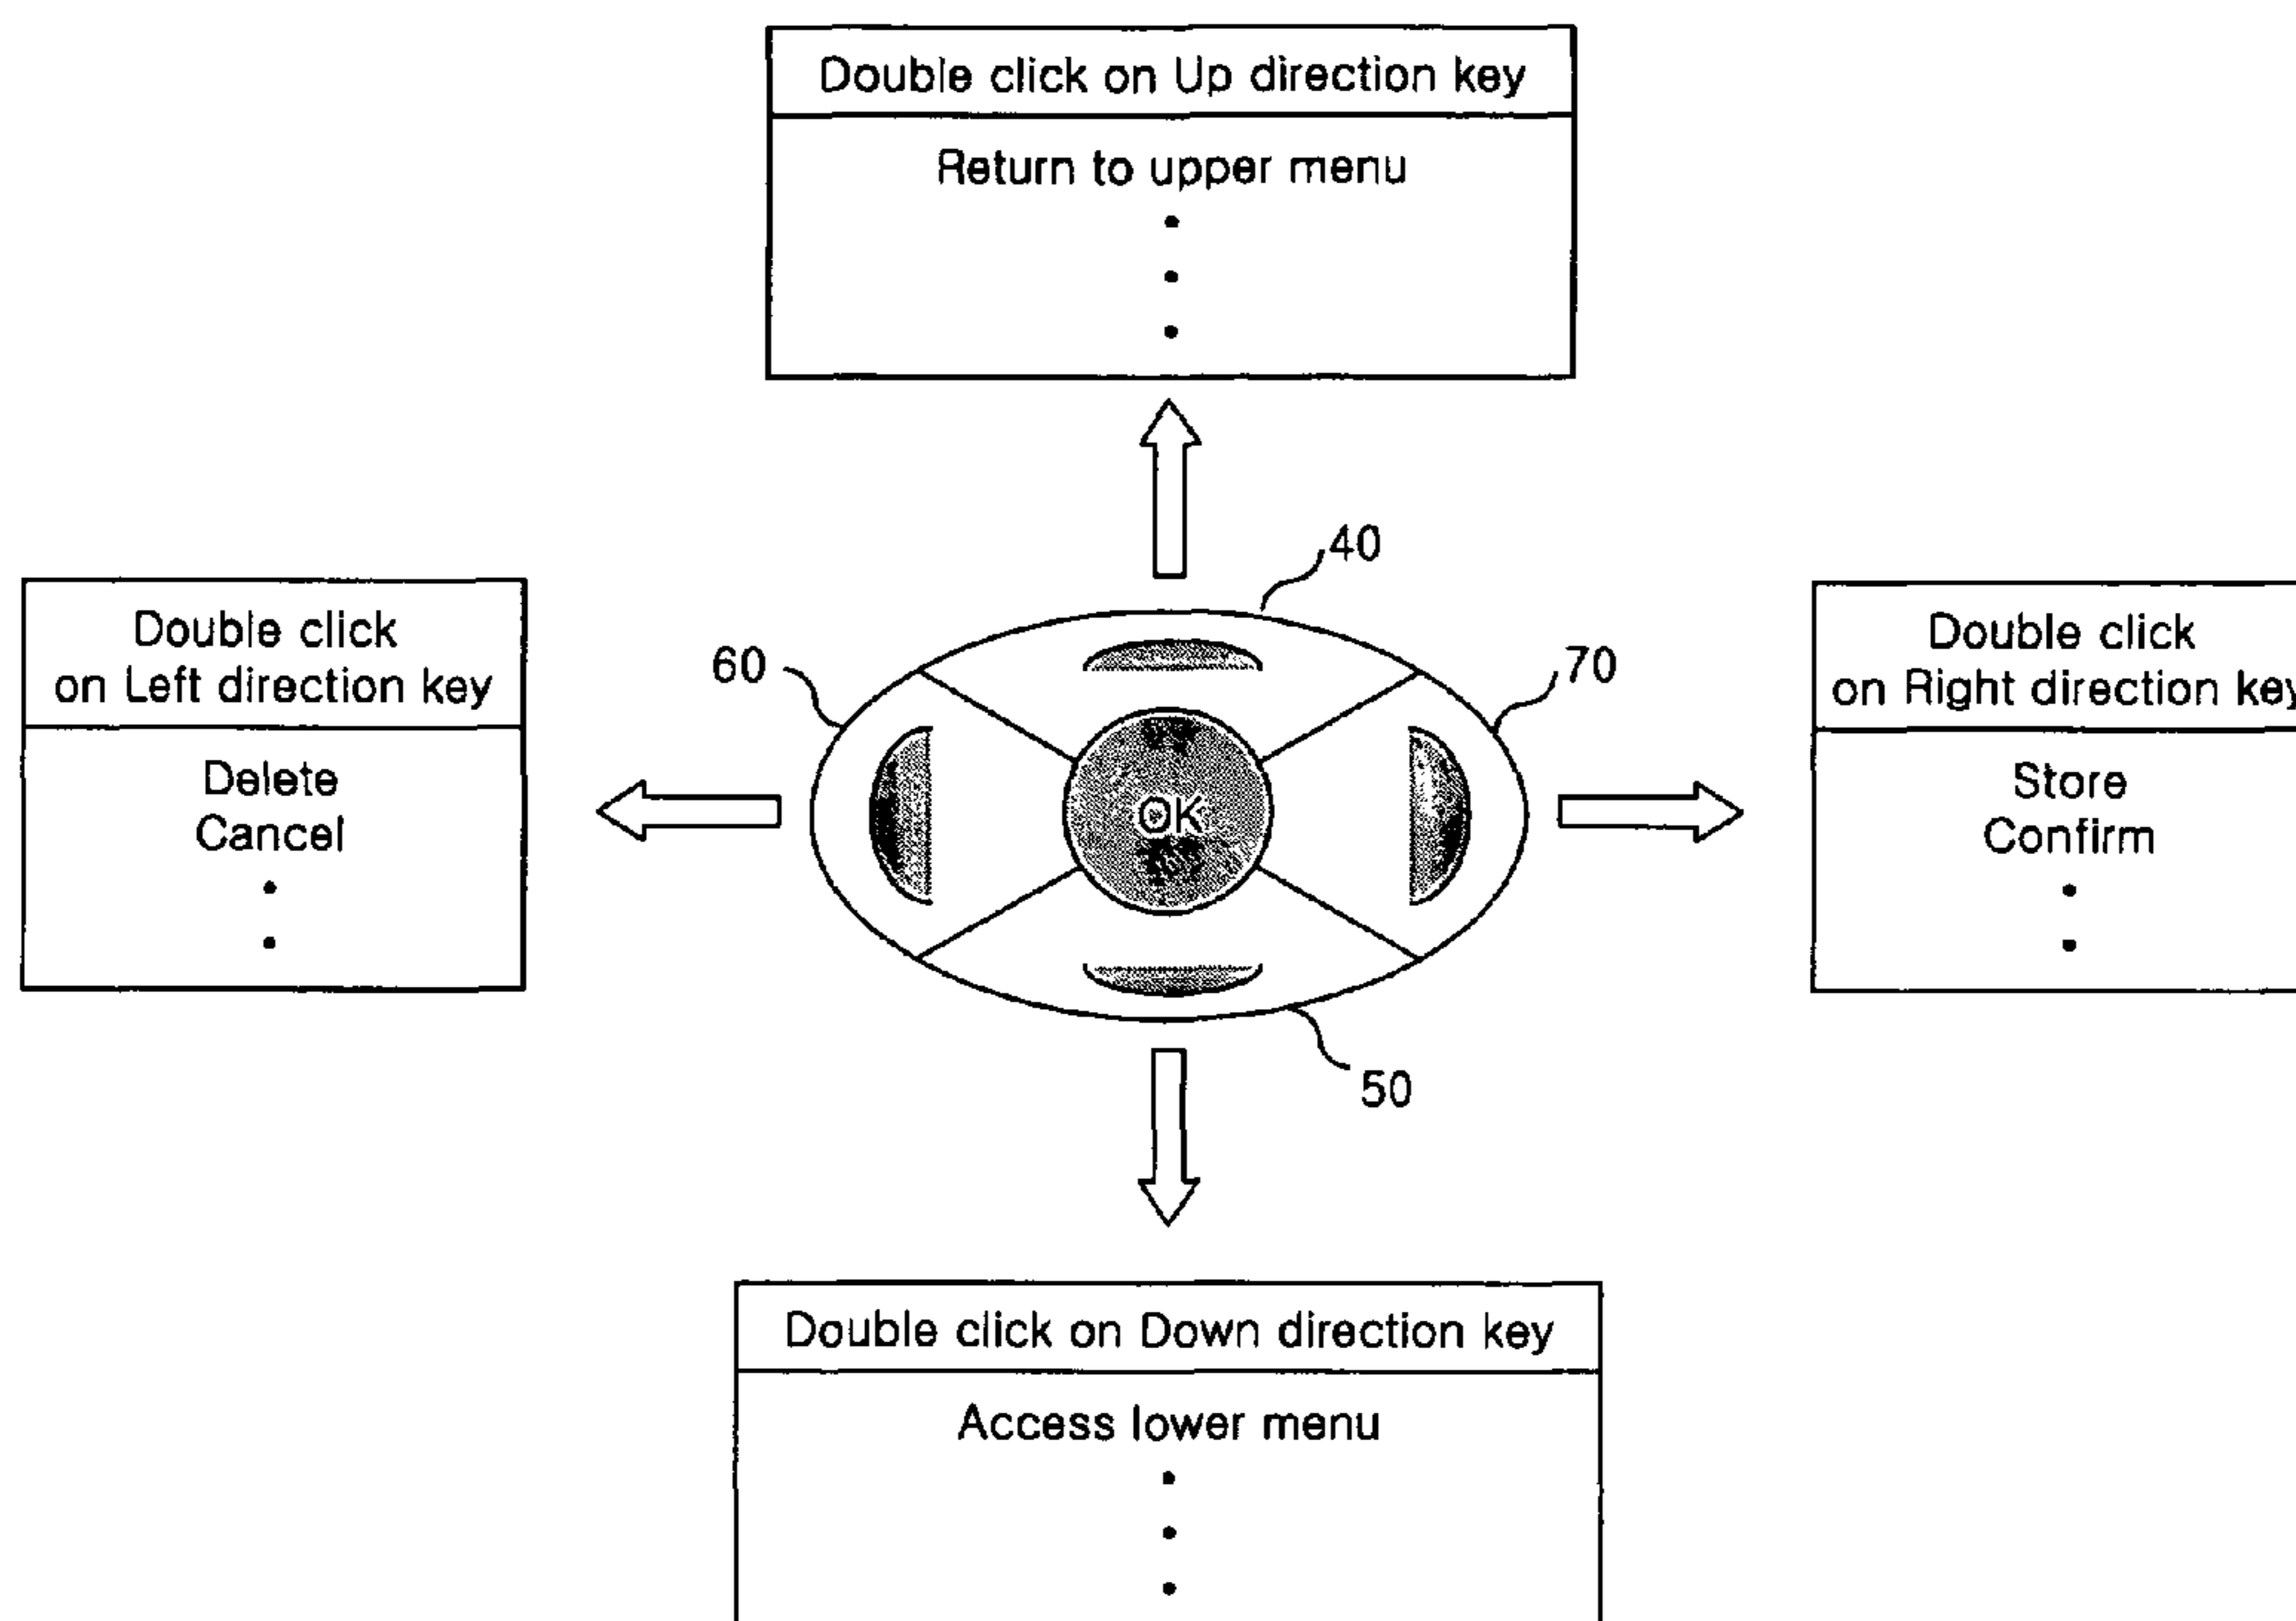 Double click on Up direction key
Return to upper menu
40
60
70
Double click
on Left direction key
Delete
Cancel
OK
Double click
on Right direction key
Store
Confirm
50
Double click on Down direction key
Access lower menu